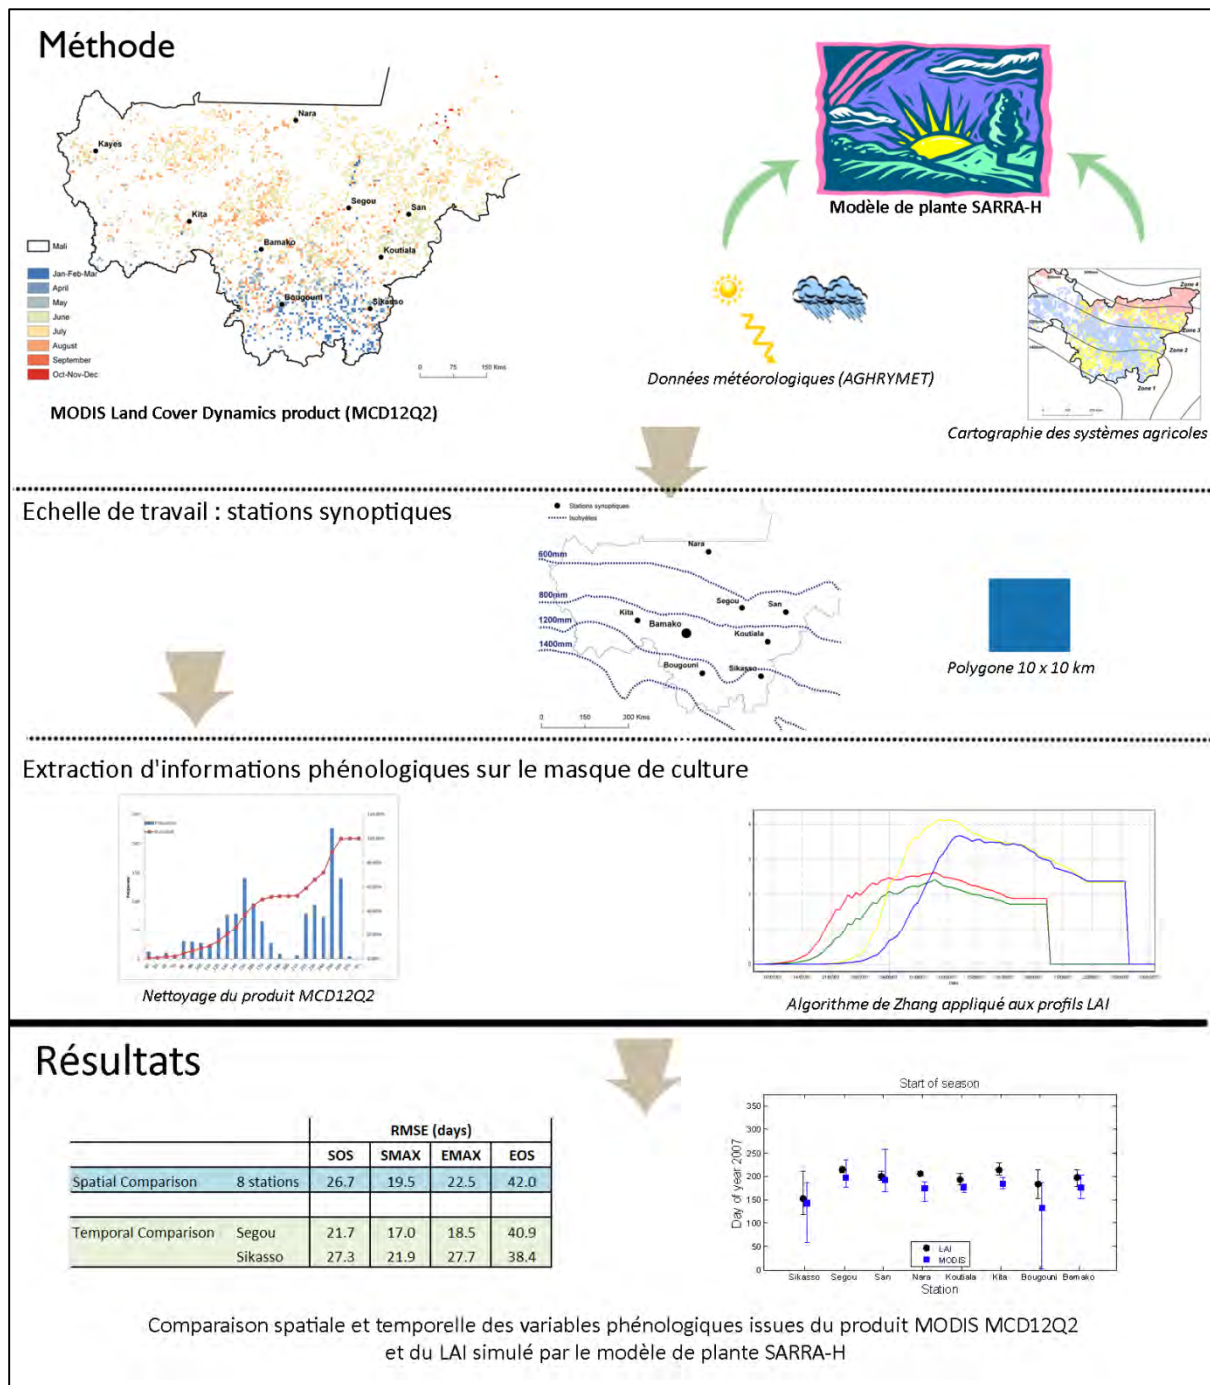 Méthode
Nara
Kayes
Segou
San
Kita
Bamako
Koutiala
Bougouni
Sikasso
Mali
Jan-Feb-Mar
April
May
June
July
August
September
Oct-Nov-Dec
0 75 150 Kms
MODIS Land Cover Dynamics product (MCD12Q2)
Modèle de plante SARRA-H
Données météorologiques (AGHRYMET)
Zone 4
Zone 3
Zone 2
Zone 1
Cartographie des systèmes agricoles
Echelle de travail : stations synoptiques
Stations synoptiques
Isohyètes
Nara
600mm
800mm
Segou
San
Kita
1200mm
Bamako
Koutiala
1400mm
Bougouni
Sikasso
0 150 300 Kms
Polygone 10 x 10 km
Extraction d'informations phénologiques sur le masque de culture
Nettoyage du produit MCD12Q2
Algorithme de Zhang appliqué aux profils LAI
Résultats
RMSE (days)
SOS SMAX EMAX EOS
Spatial Comparison 8 stations 26.7 19.5 22.5 42.0
Temporal Comparison Segou 21.7 17.0 18.5 40.9
Sikasso 27.3 21.9 27.7 38.4
Start of season
Day of year 2007
350
300
250
200
150
100
50
0
LAI
MODIS
Sikasso Segou San Nara Koutiala Kita Bougouni Bamako
Station
Comparaison spatiale et temporelle des variables phénologiques issues du produit MODIS MCD12Q2
et du LAI simulé par le modèle de plante SARRA-H